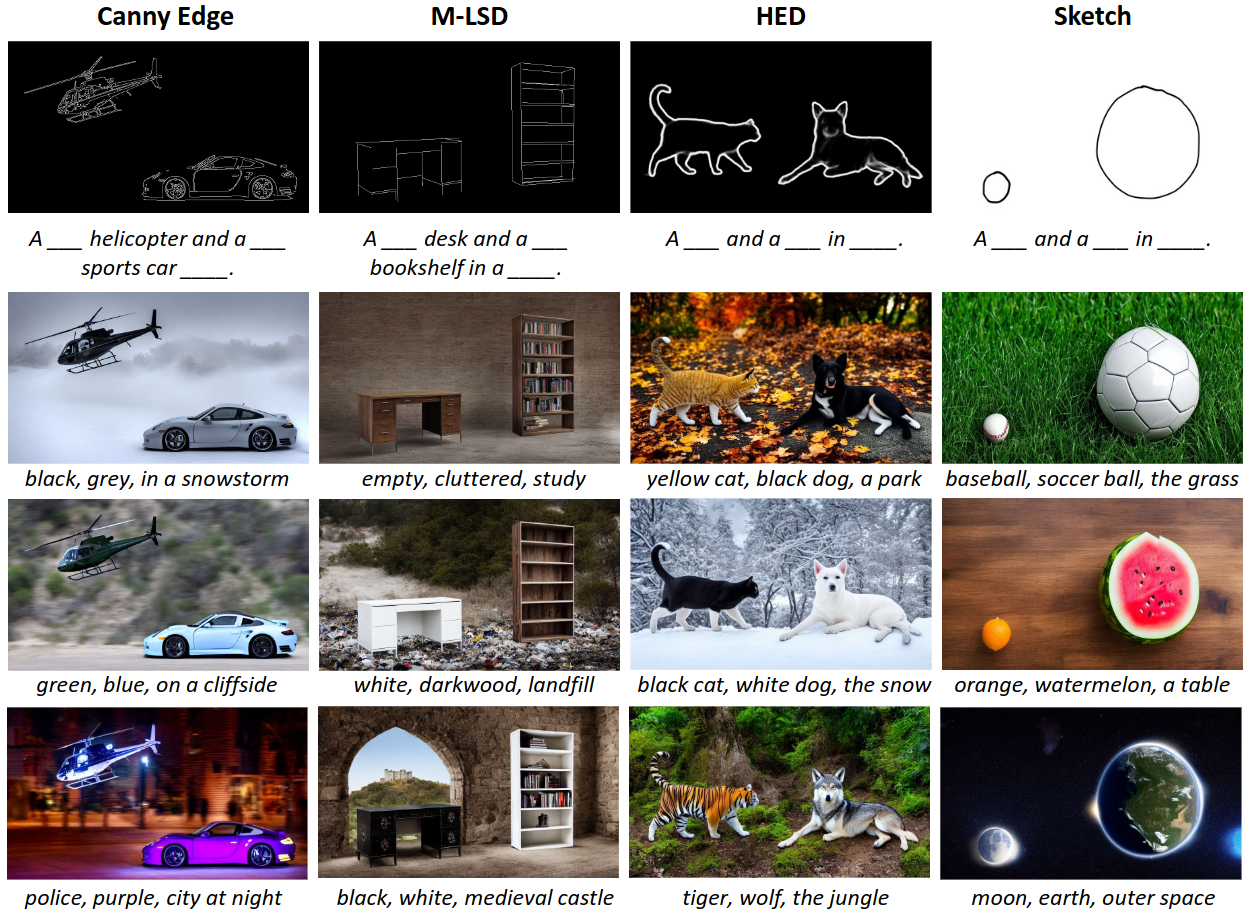 Canny Edge
M-LSD
HED
Sketch
A ___ helicopter and a ___
sports car ____.
A ___ desk and a ___
bookshelf in a ____.
A ___ and a ___ in ____.
A ___ and a ___ in ____.
black, grey, in a snowstorm
empty, cluttered, study
yellow cat, black dog, a park
baseball, soccer ball, the grass
green, blue, on a cliffside
white, darkwood, landfill
black cat, white dog, the snow
orange, watermelon, a table
police, purple, city at night
black, white, medieval castle
tiger, wolf, the jungle
moon, earth, outer space